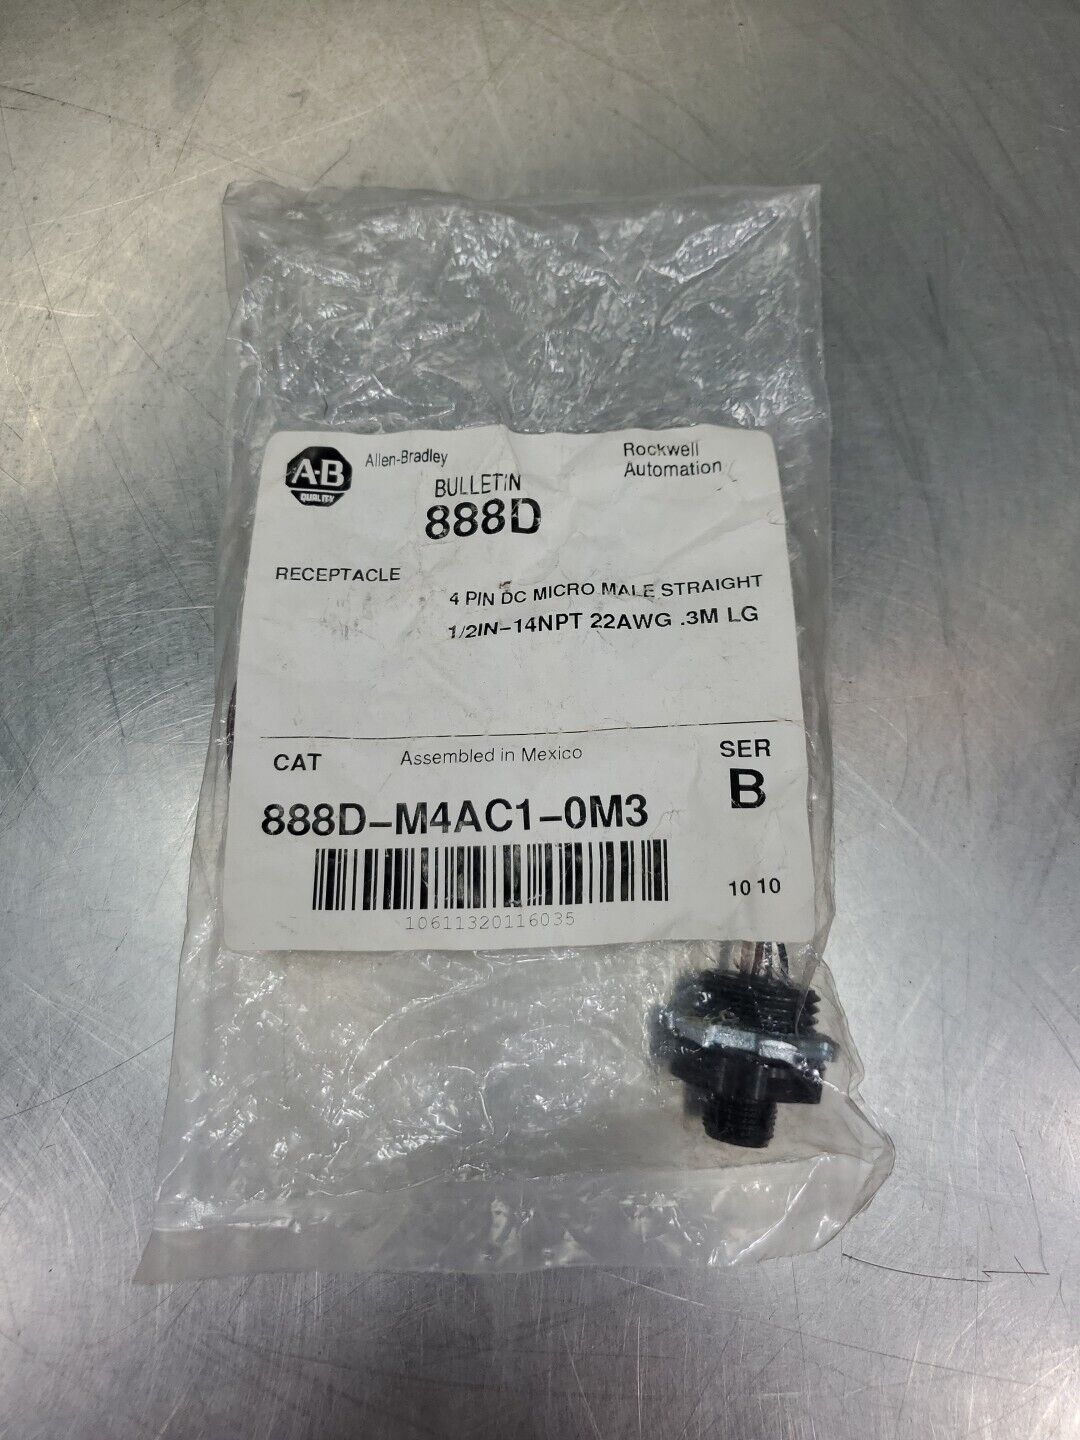 A-B
QUALITY
Allen-Bradley
Rockwell
Automation
BULLETIN
888D
RECEPTACLE
4 PIN DC MICRO MALE STRAIGHT
1/2IN-14NPT 22AWG .3M LG
CAT
Assembled in Mexico
SER
888D-M4AC1-0M3
B
10 10
10611320116035